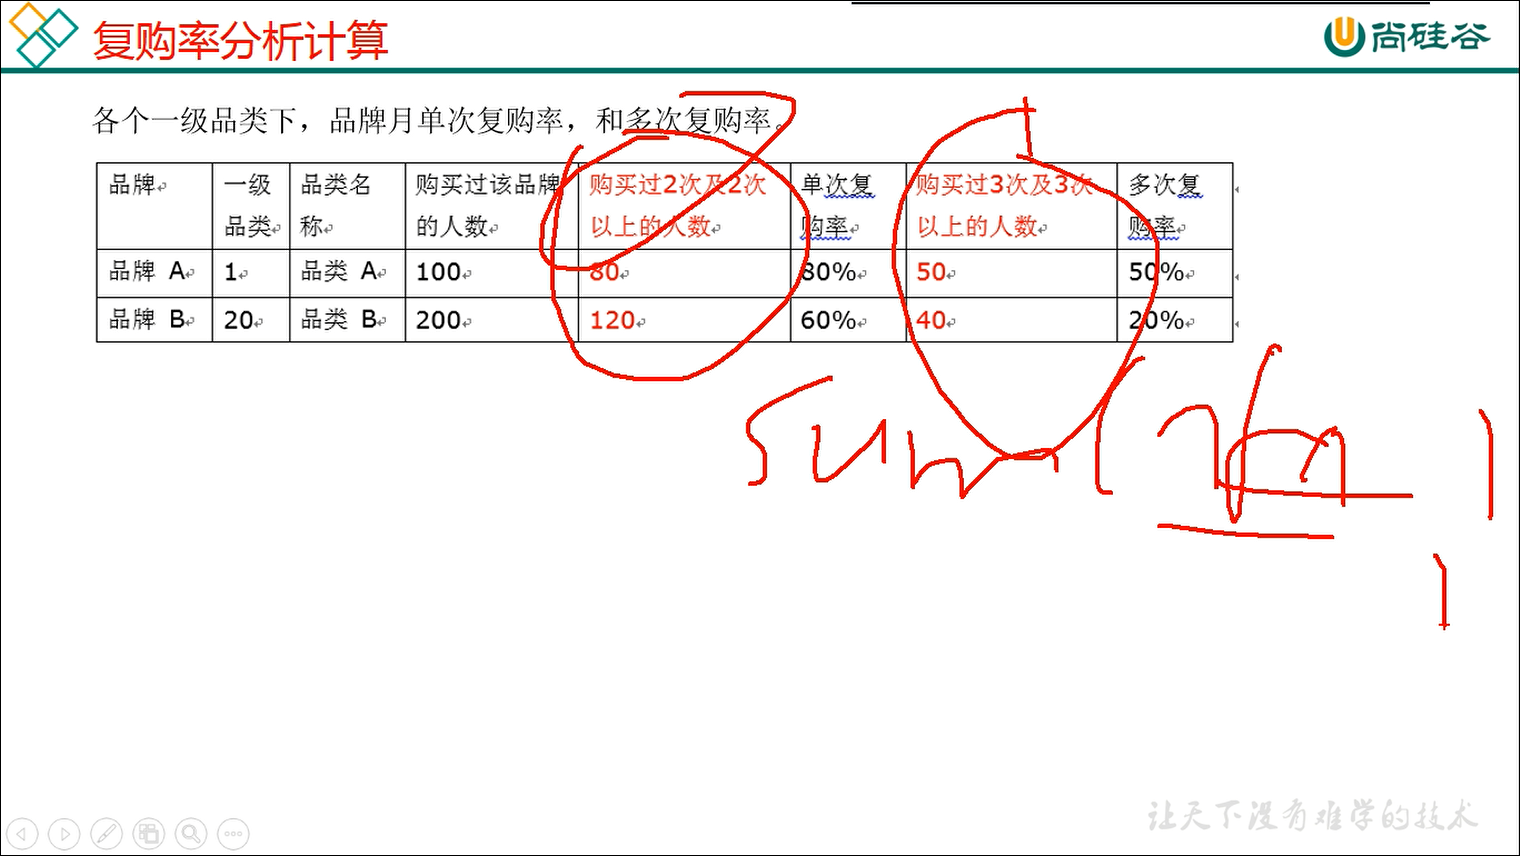 复购率分析计算
尚硅谷
各个一级品类下，品牌月单次复购率，和多次复购率。
品牌 一级品类 品类名称 购买过该品牌的人数 购买过2次及2次以上的人数 单次复购率 购买过3次及3次以上的人数 多次复购率
品牌 A 1 品类 A 100 80 80% 50 50%
品牌 B 20 品类 B 200 120 60% 40 20%
sum(
让天下没有难学的技术